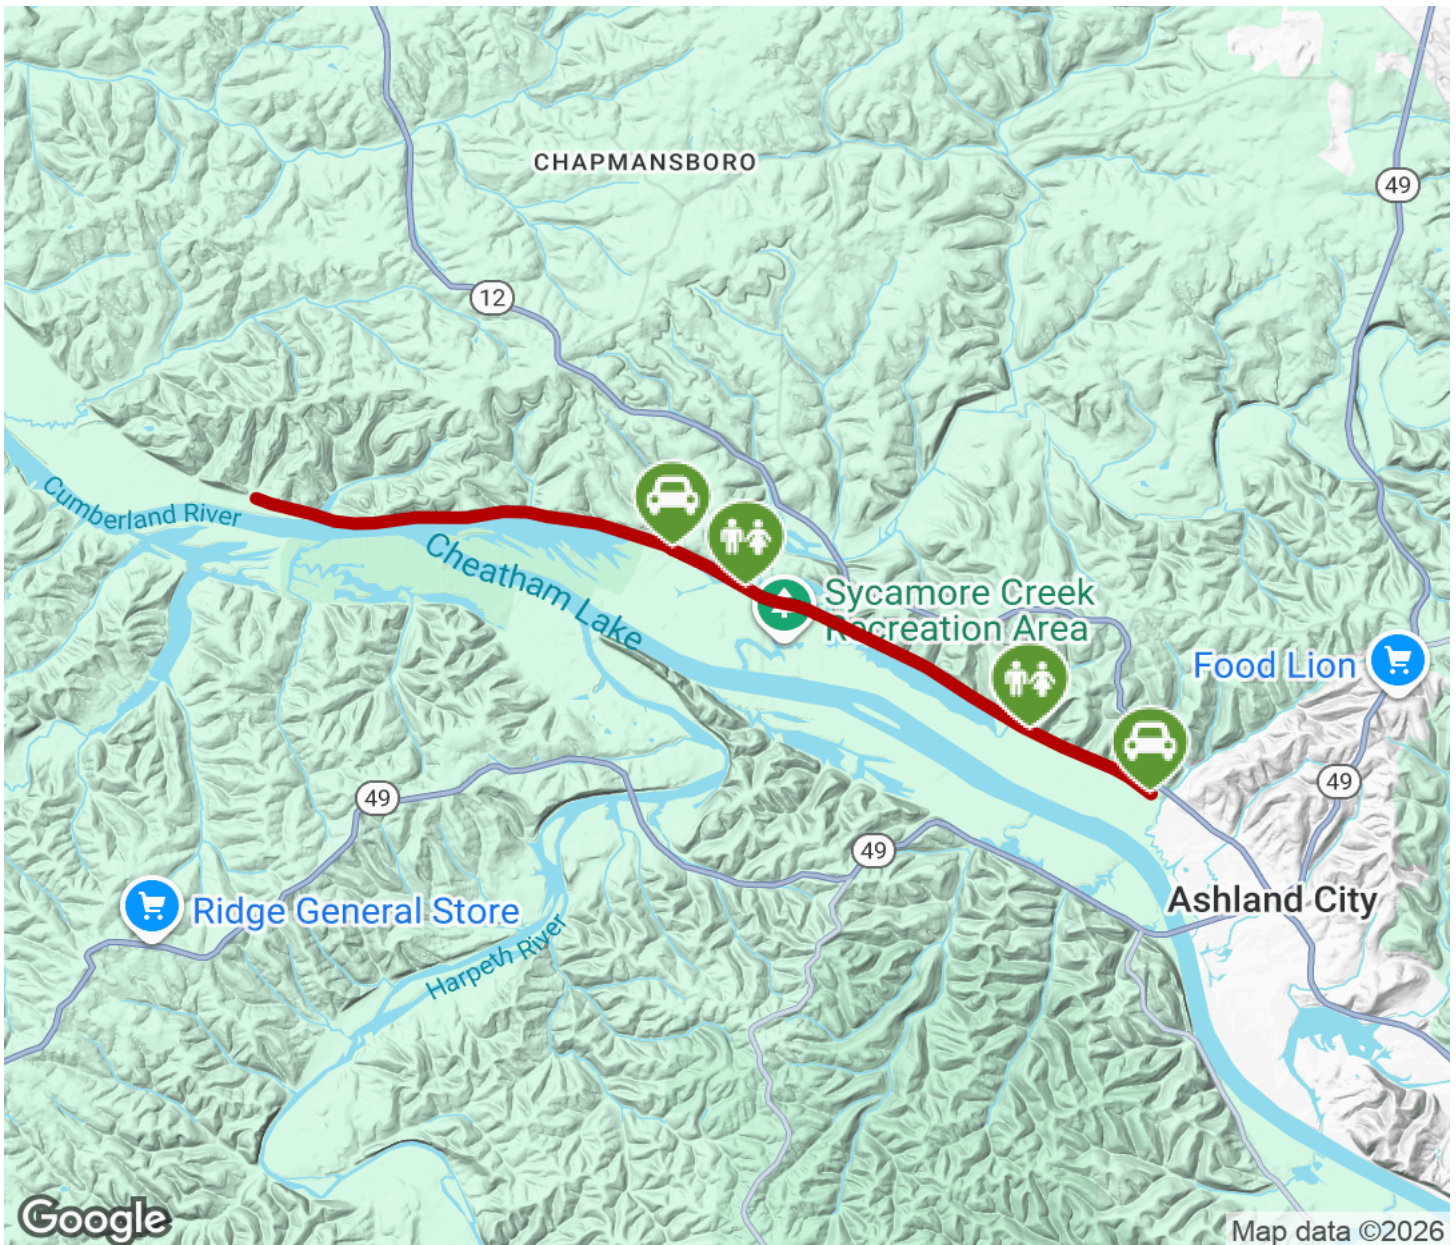 CHAPMANSBORO
49
12
Cumberland River
Cheatham Lake
Sycamore Creek
Recreation Area
Food Lion
49
49
49
Ashland City
Ridge General Store
Harpeth River
Google
Map data ©2026